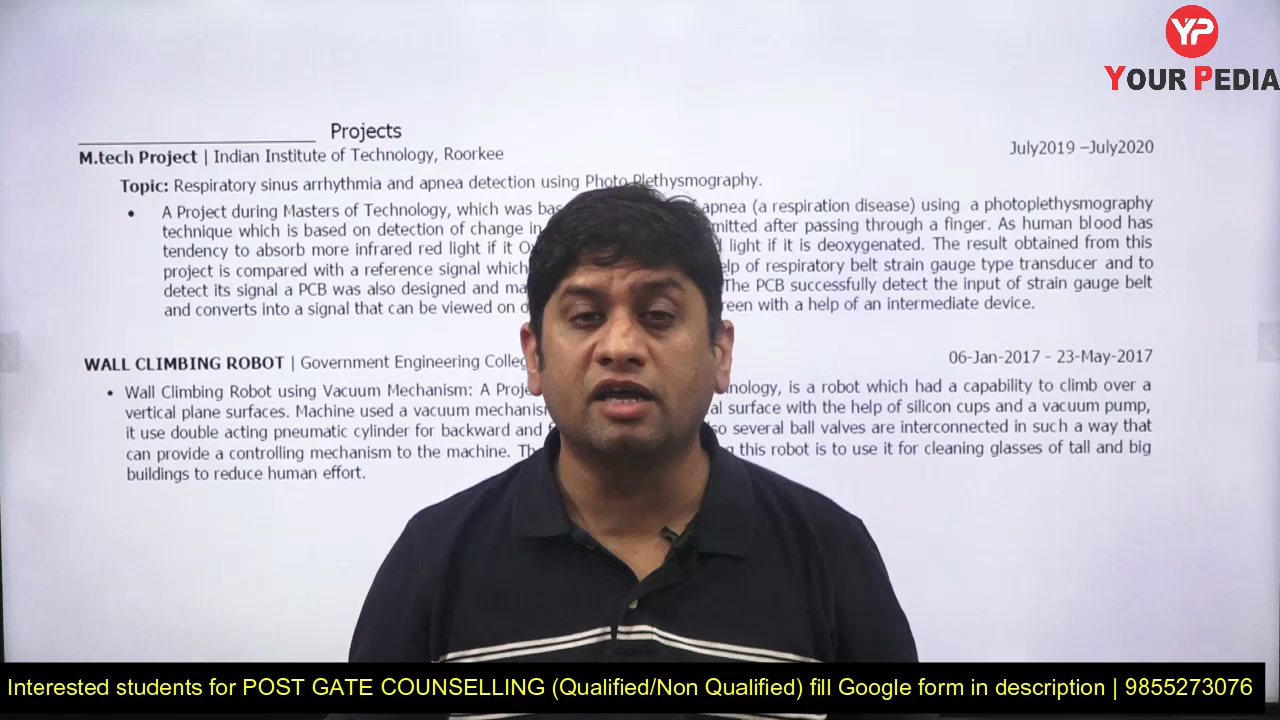 YP
YOUR PEDIA
Projects
M.tech Project | Indian Institute of Technology, Roorkee July2019 –July2020
Topic: Respiratory sinus arrhythmia and apnea detection using Photo Plethysmography.
• A Project during Masters of Technology, which was apnea (a respiration disease) using a photoplethysmography
technique which is based on detection of change in after passing through a finger. As human blood has
tendency to absorb more infrared red light if it light if it is deoxygenated. The result obtained from this
project is compared with a reference signal which of respiratory belt strain gauge type transducer and to
detect its signal a PCB was also designed and The PCB successfully detect the input of strain gauge belt
and converts into a signal that can be viewed on with a help of an intermediate device.
WALL CLIMBING ROBOT | Government Engineering 06-Jan-2017 - 23-May-2017
• Wall Climbing Robot using Vacuum Mechanism: A is a robot which had a capability to climb over a
vertical plane surfaces. Machine used a vacuum surface with the help of silicon cups and a vacuum pump,
it use double acting pneumatic cylinder for backward and several ball valves are interconnected in such a way that
can provide a controlling mechanism to the machine. this robot is to use it for cleaning glasses of tall and big
buildings to reduce human effort.
Interested students for POST GATE COUNSELLING (Qualified/Non Qualified) fill Google form in description | 9855273076